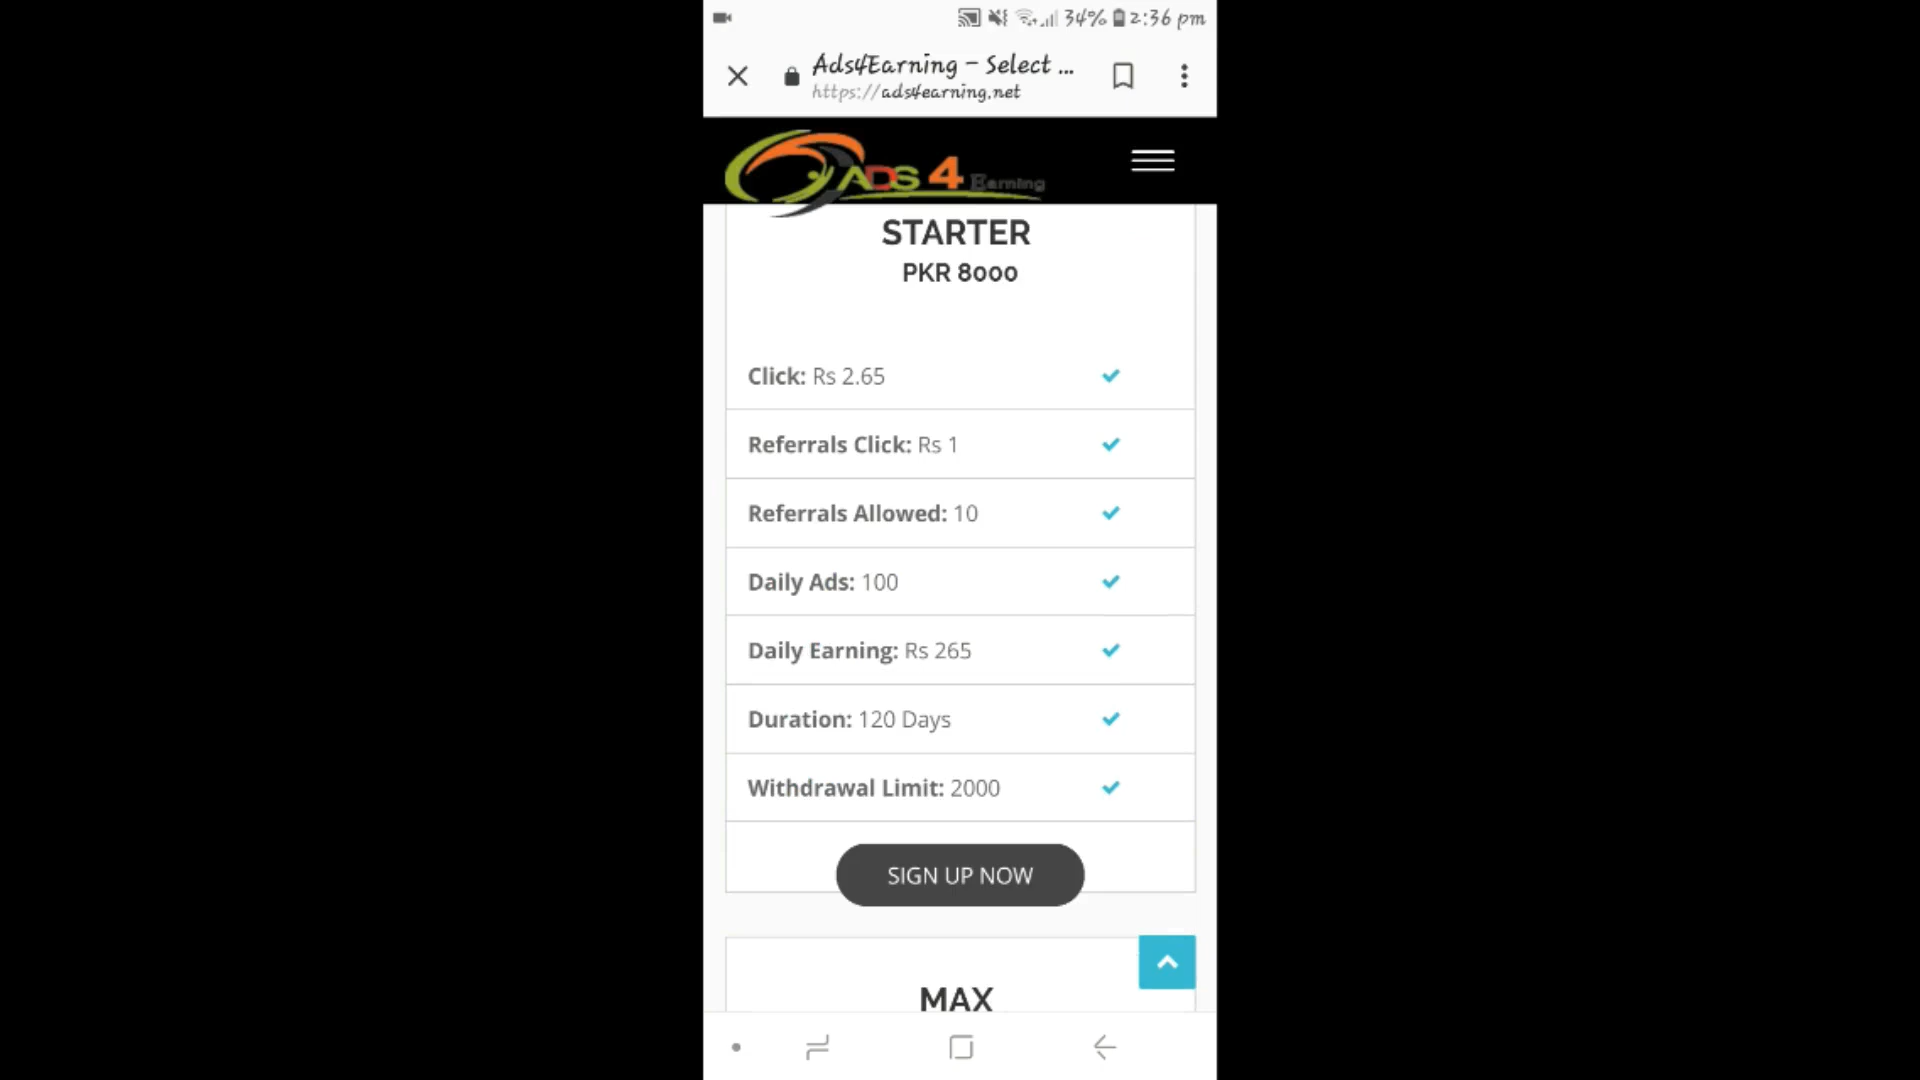 34% 2:36 pm
Ads4Earning – Select ...
https://ads4earning.net
ADS 4 Earning
STARTER
PKR 8000
Click: Rs 2.65
Referrals Click: Rs 1
Referrals Allowed: 10
Daily Ads: 100
Daily Earning: Rs 265
Duration: 120 Days
Withdrawal Limit: 2000
SIGN UP NOW
MAX